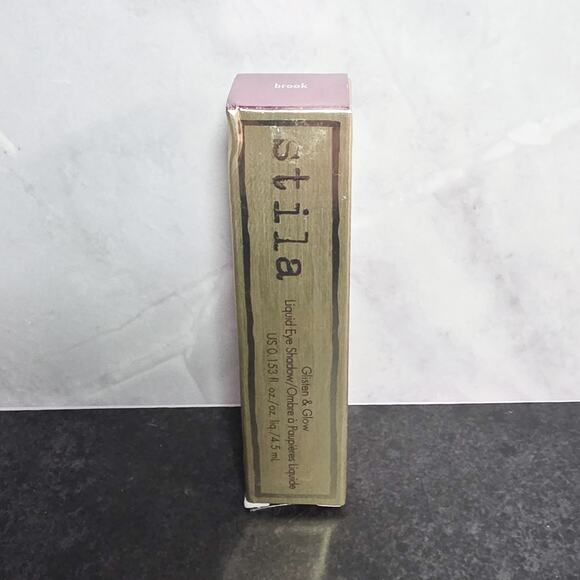 brook
stila
Glisten & Glow
Liquid Eye Shadow/Ombre à Paupières Liquide
US 0.153 fl. oz/oz. liq./4.5 mL